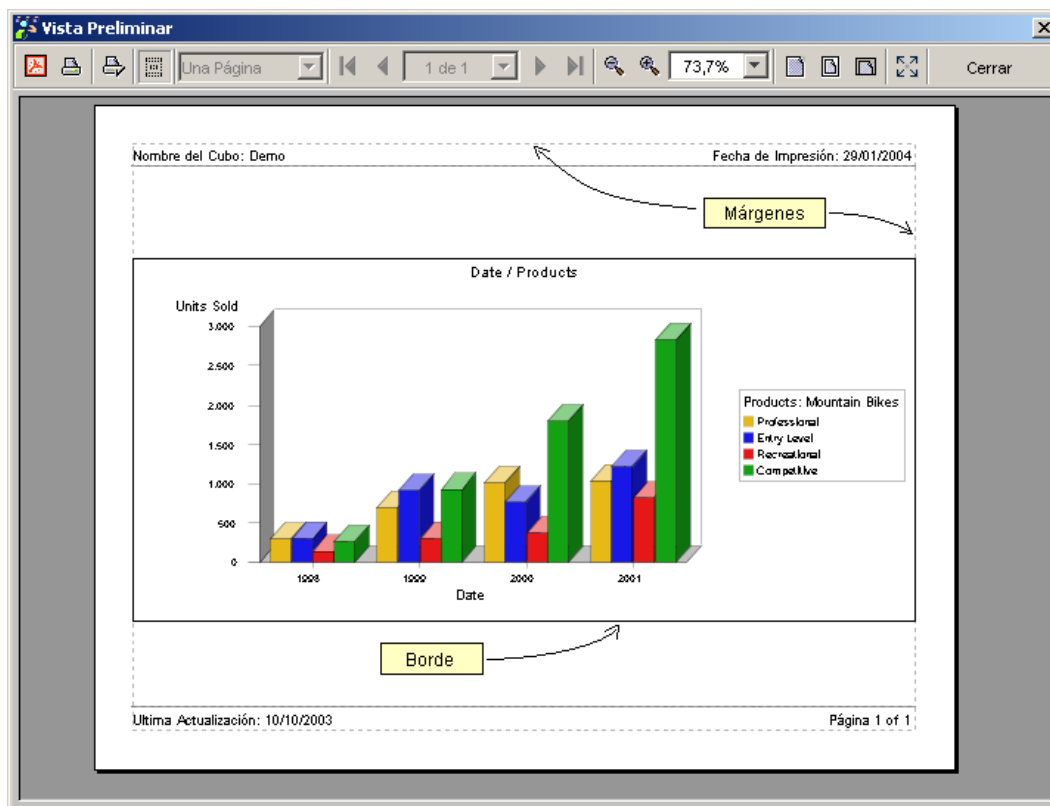 Vista Preliminar
Una Página
1 de 1
73,7%
Cerrar
Nombre del Cubo: Demo
Fecha de Impresión: 29/01/2004
Márgenes
Date / Products
Units Sold
3.000
2.500
2.000
1.500
1.000
500
0
1998
1999
2000
2001
Date
Products: Mountain Bikes
Professional
Entry Level
Recreational
Competitive
Borde
Ultima Actualización: 10/10/2003
Página 1 of 1